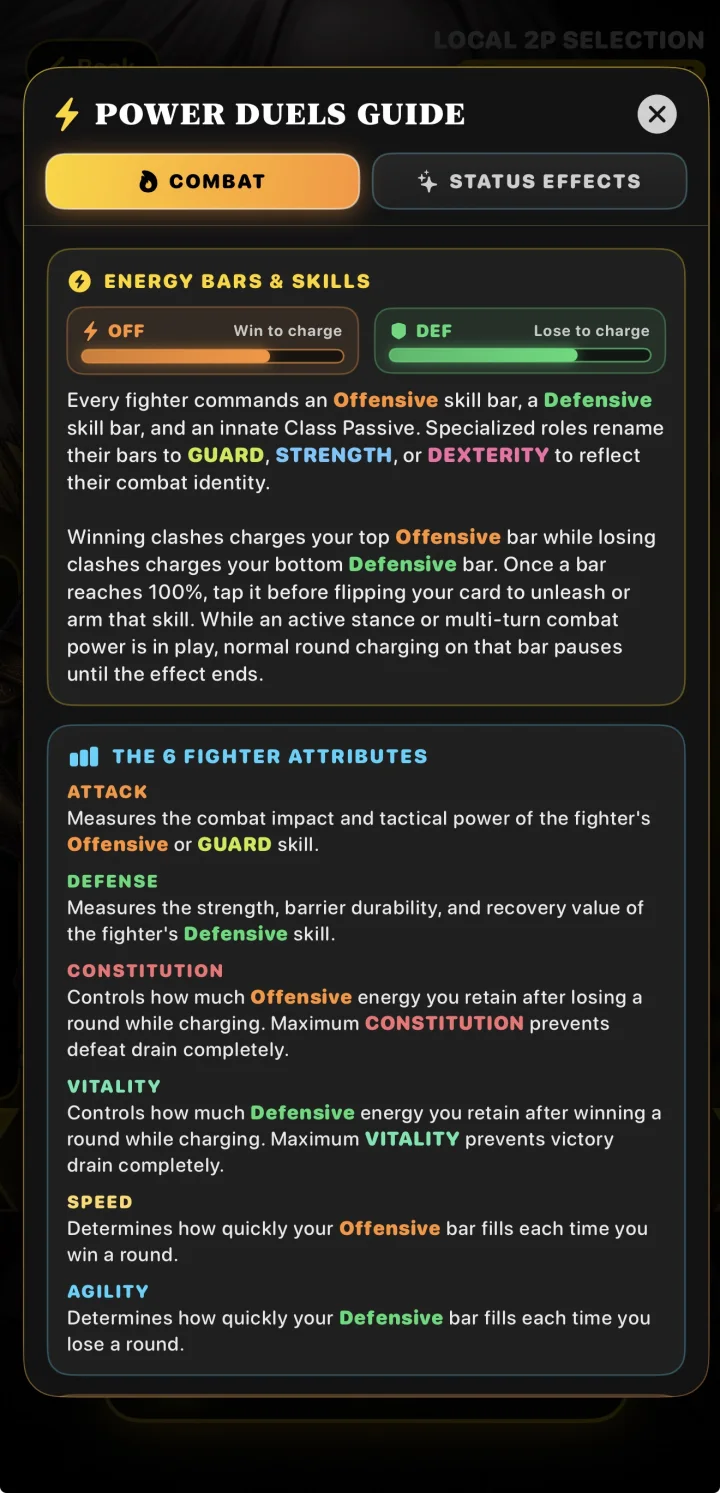 LOCAL 2P SELECTION
Back
POWER DUELS GUIDE
COMBAT
STATUS EFFECTS
ENERGY BARS & SKILLS
OFF Win to charge
DEF Lose to charge
Every fighter commands an Offensive skill bar, a Defensive
skill bar, and an innate Class Passive. Specialized roles rename
their bars to GUARD, STRENGTH, or DEXTERITY to reflect
their combat identity.
Winning clashes charges your top Offensive bar while losing
clashes charges your bottom Defensive bar. Once a bar
reaches 100%, tap it before flipping your card to unleash or
arm that skill. While an active stance or multi-turn combat
power is in play, normal round charging on that bar pauses
until the effect ends.
THE 6 FIGHTER ATTRIBUTES
ATTACK
Measures the combat impact and tactical power of the fighter's
Offensive or GUARD skill.
DEFENSE
Measures the strength, barrier durability, and recovery value of
the fighter's Defensive skill.
CONSTITUTION
Controls how much Offensive energy you retain after losing a
round while charging. Maximum CONSTITUTION prevents
defeat drain completely.
VITALITY
Controls how much Defensive energy you retain after winning a
round while charging. Maximum VITALITY prevents victory
drain completely.
SPEED
Determines how quickly your Offensive bar fills each time you
win a round.
AGILITY
Determines how quickly your Defensive bar fills each time you
lose a round.